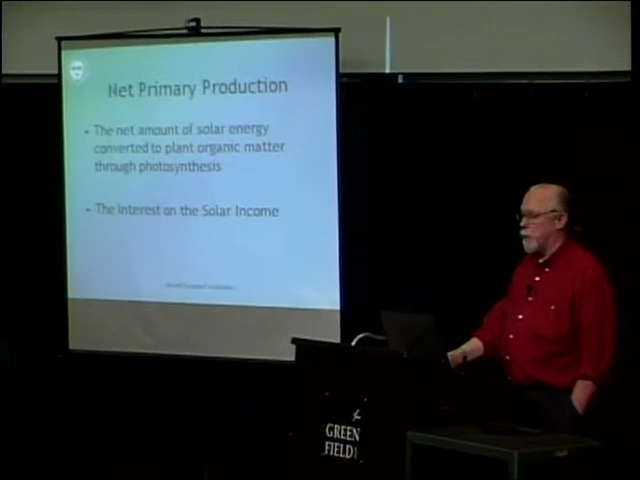 Net Primary Production
- The net amount of solar energy
converted to plant organic matter
through photosynthesis
- The Interest on the Solar Income
GREEN
FIELD